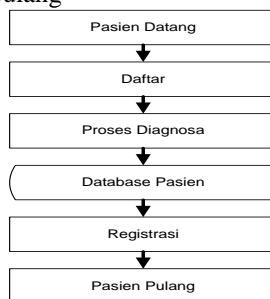 Pasien Datang
Daftar
Proses Diagnosa
Database Pasien
Registrasi
Pasien Pulang